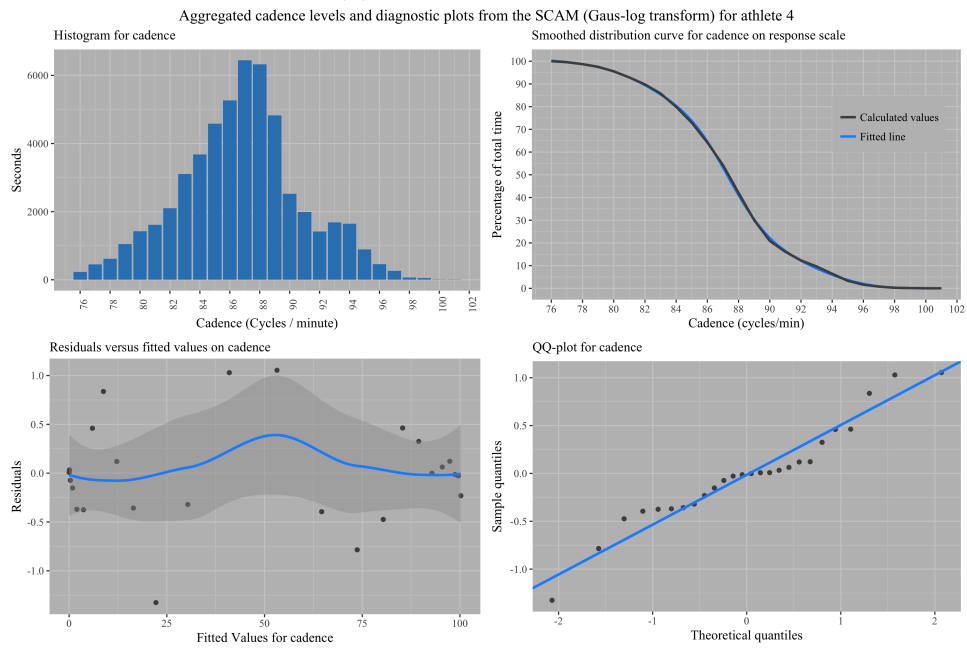 Aggregated cadence levels and diagnostic plots from the SCAM (Gaus-log transform) for athlete 4
Histogram for cadence
Seconds
6000
4000
2000
0
76 78 80 82 84 86 88 90 92 94 96 98 100 102
Cadence (Cycles / minute)
Smoothed distribution curve for cadence on response scale
Percentage of total time
100
90
80
70
60
50
40
30
20
10
0
Calculated values
Fitted line
76 78 80 82 84 86 88 90 92 94 96 98 100 102
Cadence (cycles/min)
Residuals versus fitted values on cadence
Residuals
1.0
0.5
0.0
-0.5
-1.0
0 25 50 75 100
Fitted Values for cadence
QQ-plot for cadence
Sample quantiles
1.0
0.5
0.0
-0.5
-1.0
-2 -1 0 1 2
Theoretical quantiles